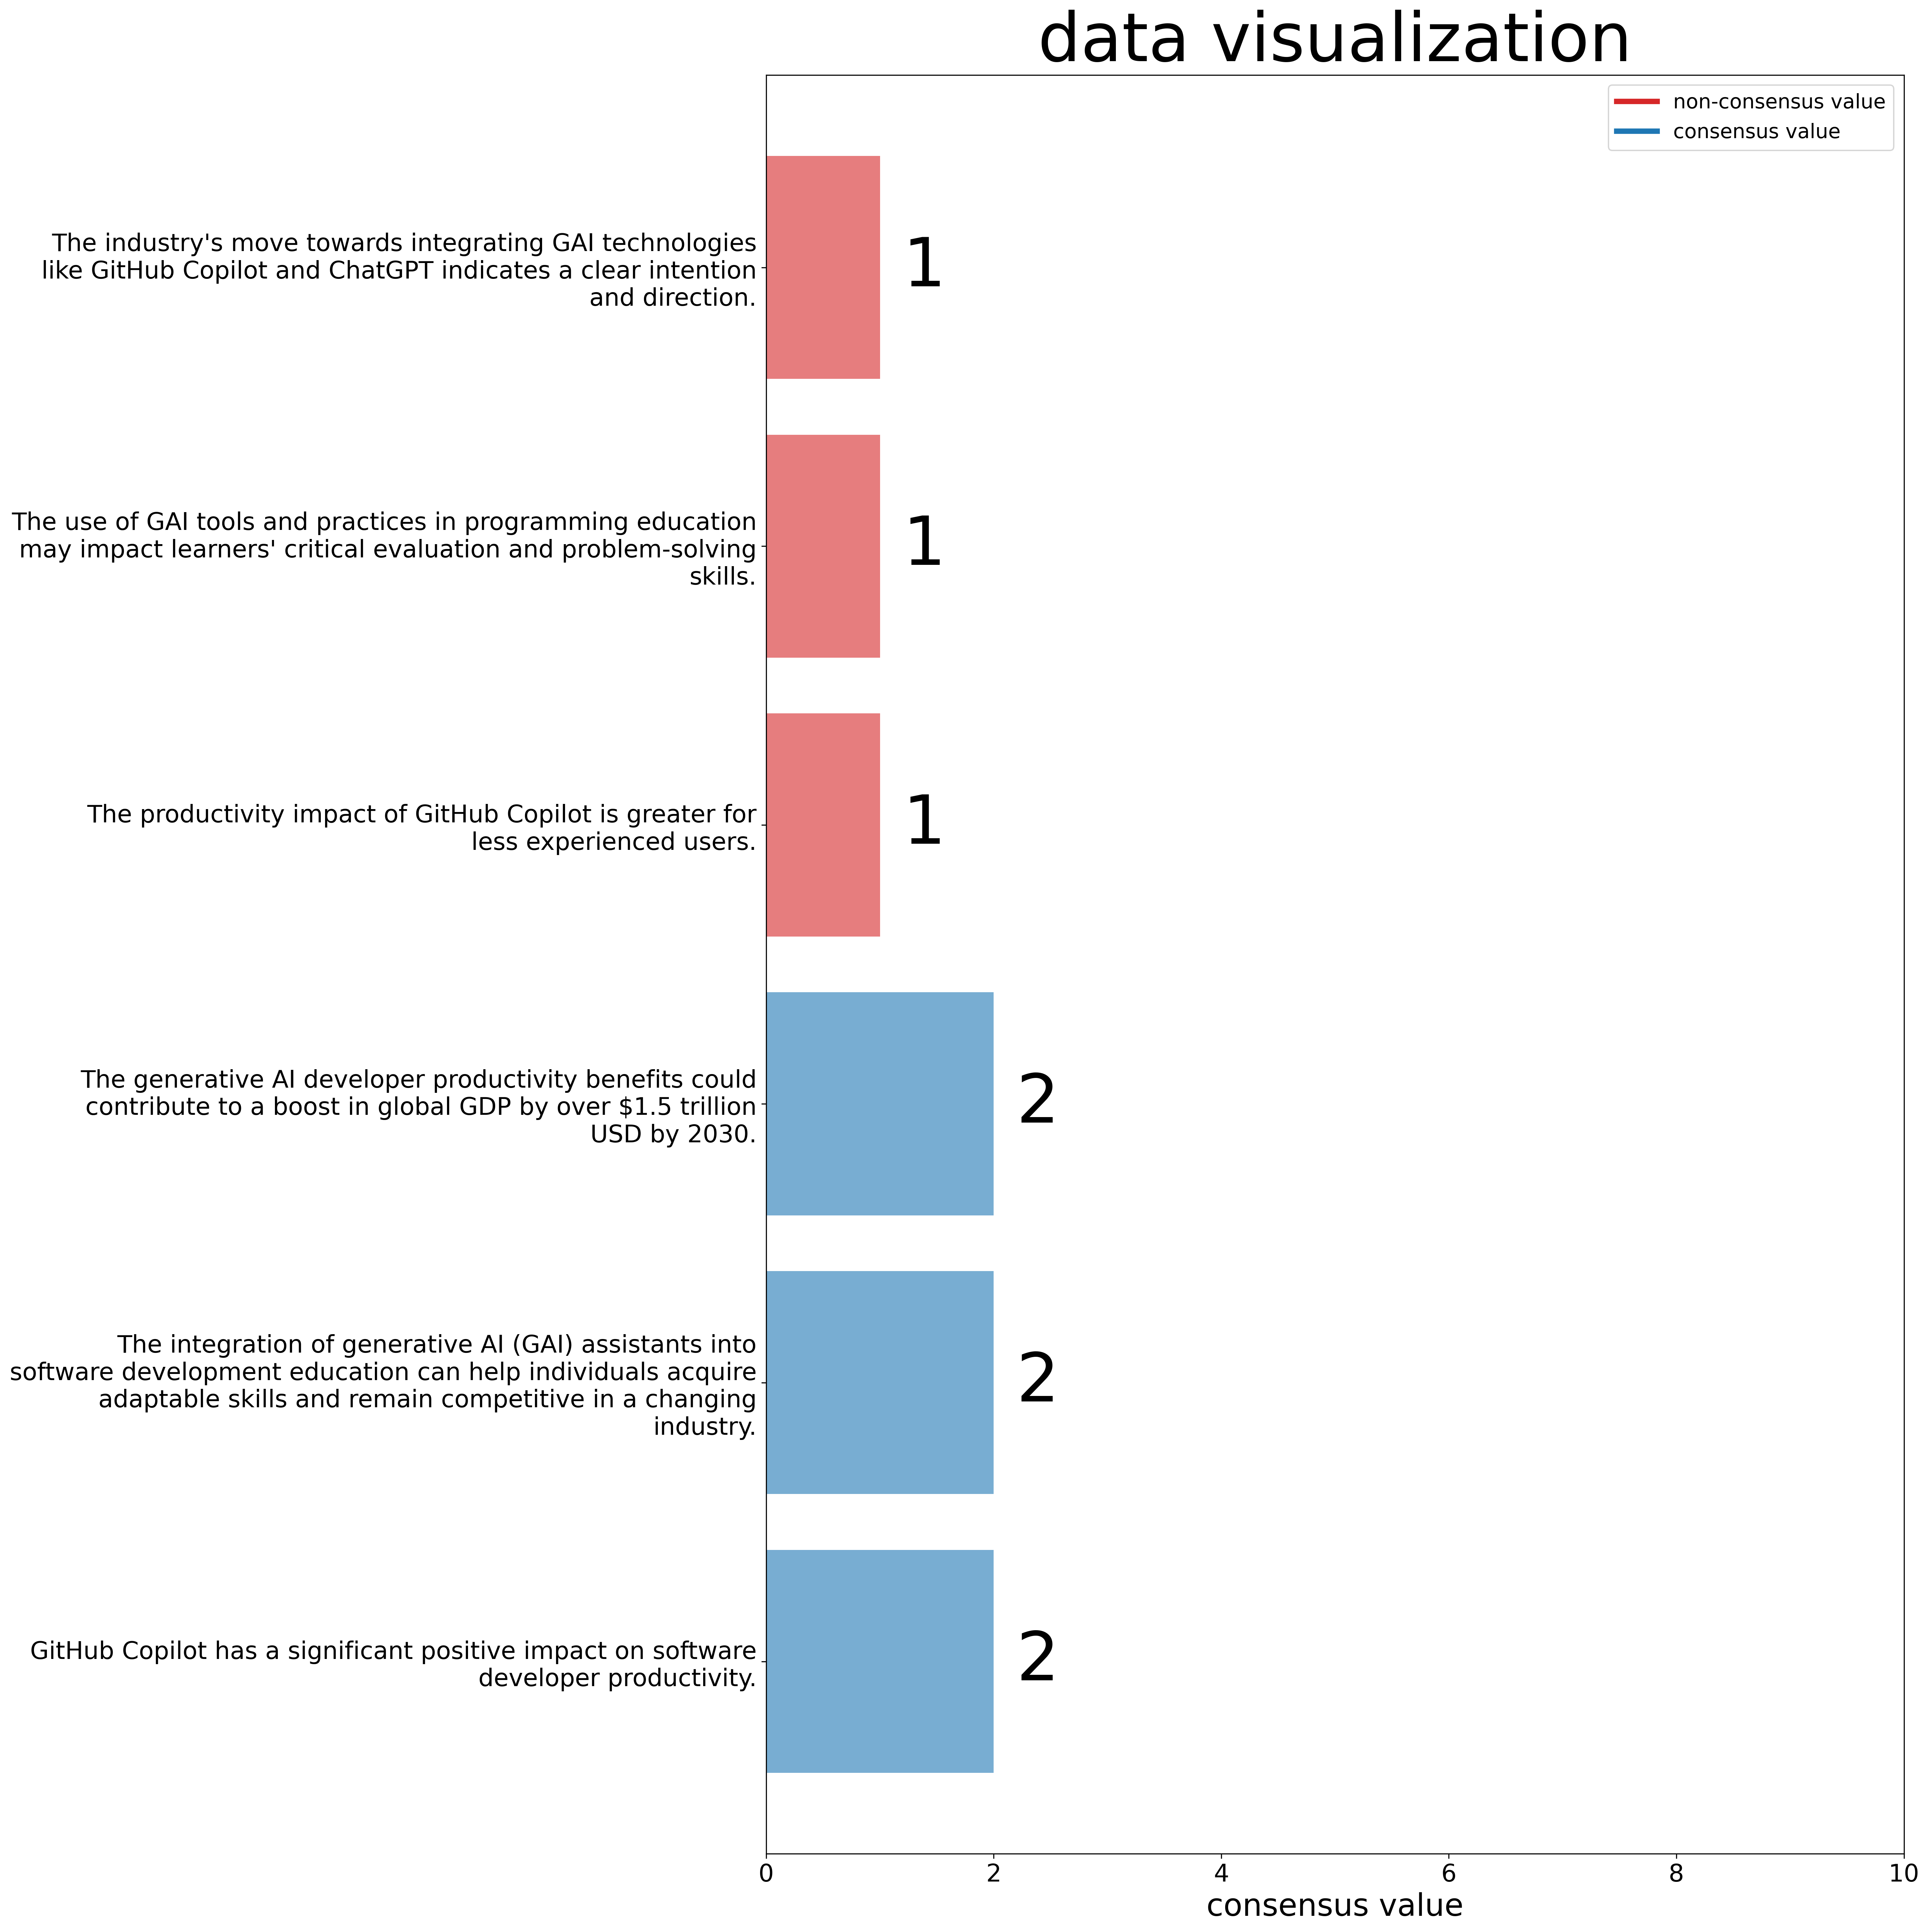 data visualization
non-consensus value
consensus value
The industry's move towards integrating GAI technologies
like GitHub Copilot and ChatGPT indicates a clear intention
and direction.
1
The use of GAI tools and practices in programming education
may impact learners' critical evaluation and problem-solving
skills.
1
The productivity impact of GitHub Copilot is greater for
less experienced users.
1
The generative AI developer productivity benefits could
contribute to a boost in global GDP by over $1.5 trillion
USD by 2030.
2
The integration of generative AI (GAI) assistants into
software development education can help individuals acquire
adaptable skills and remain competitive in a changing
industry.
2
GitHub Copilot has a significant positive impact on software
developer productivity.
2
0 2 4 6 8 10
consensus value